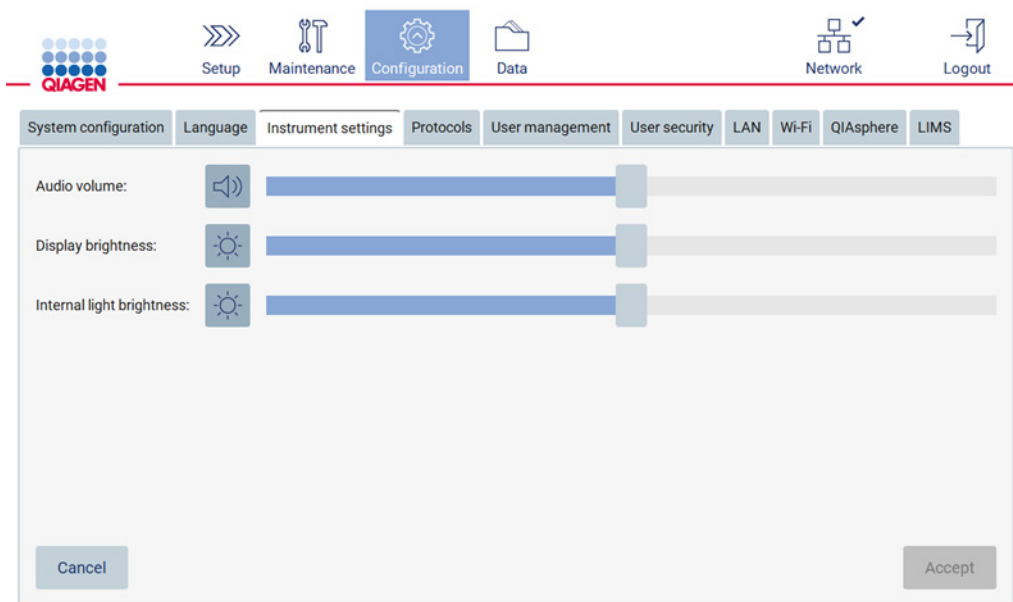 QIAGEN
Setup
Maintenance
Configuration
Data
Network
Logout
System configuration
Language
Instrument settings
Protocols
User management
User security
LAN
Wi-Fi
QIAsphere
LIMS
Audio volume:
Display brightness:
Internal light brightness:
Cancel
Accept